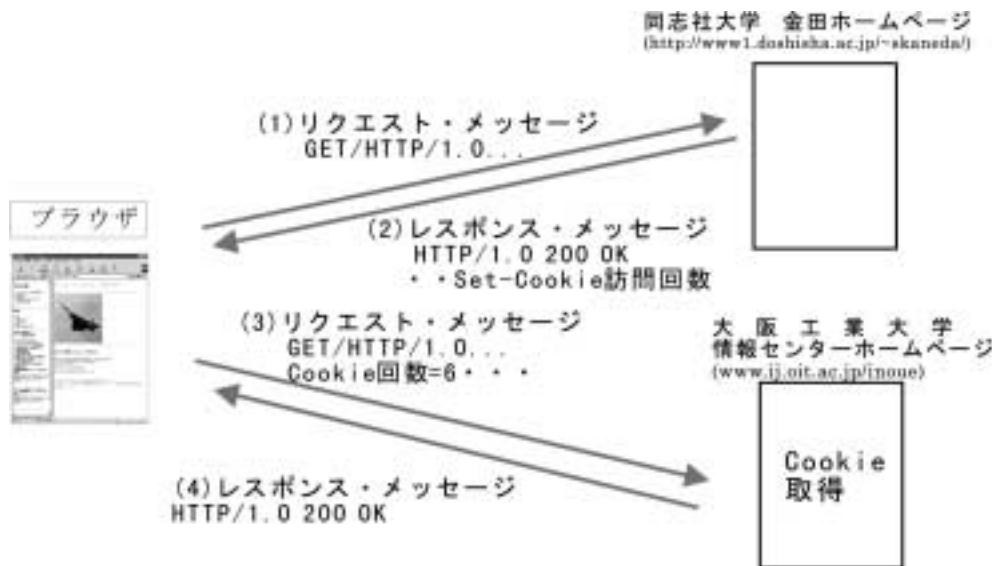 同志社大学 金田ホームページ
(http://www1.doshisha.ac.jp/~skaneda/)
(1)リクエスト・メッセージ
GET/HTTP/1.0...
ブラウザ
(2)レスポンス・メッセージ
HTTP/1.0 200 OK
・・Set-Cookie訪問回数
(3)リクエスト・メッセージ
GET/HTTP/1.0...
Cookie回数=6・・・
大阪工業大学
情報センターホームページ
(www.ij.oit.ac.jp/inoue)
Cookie
取得
(4)レスポンス・メッセージ
HTTP/1.0 200 OK